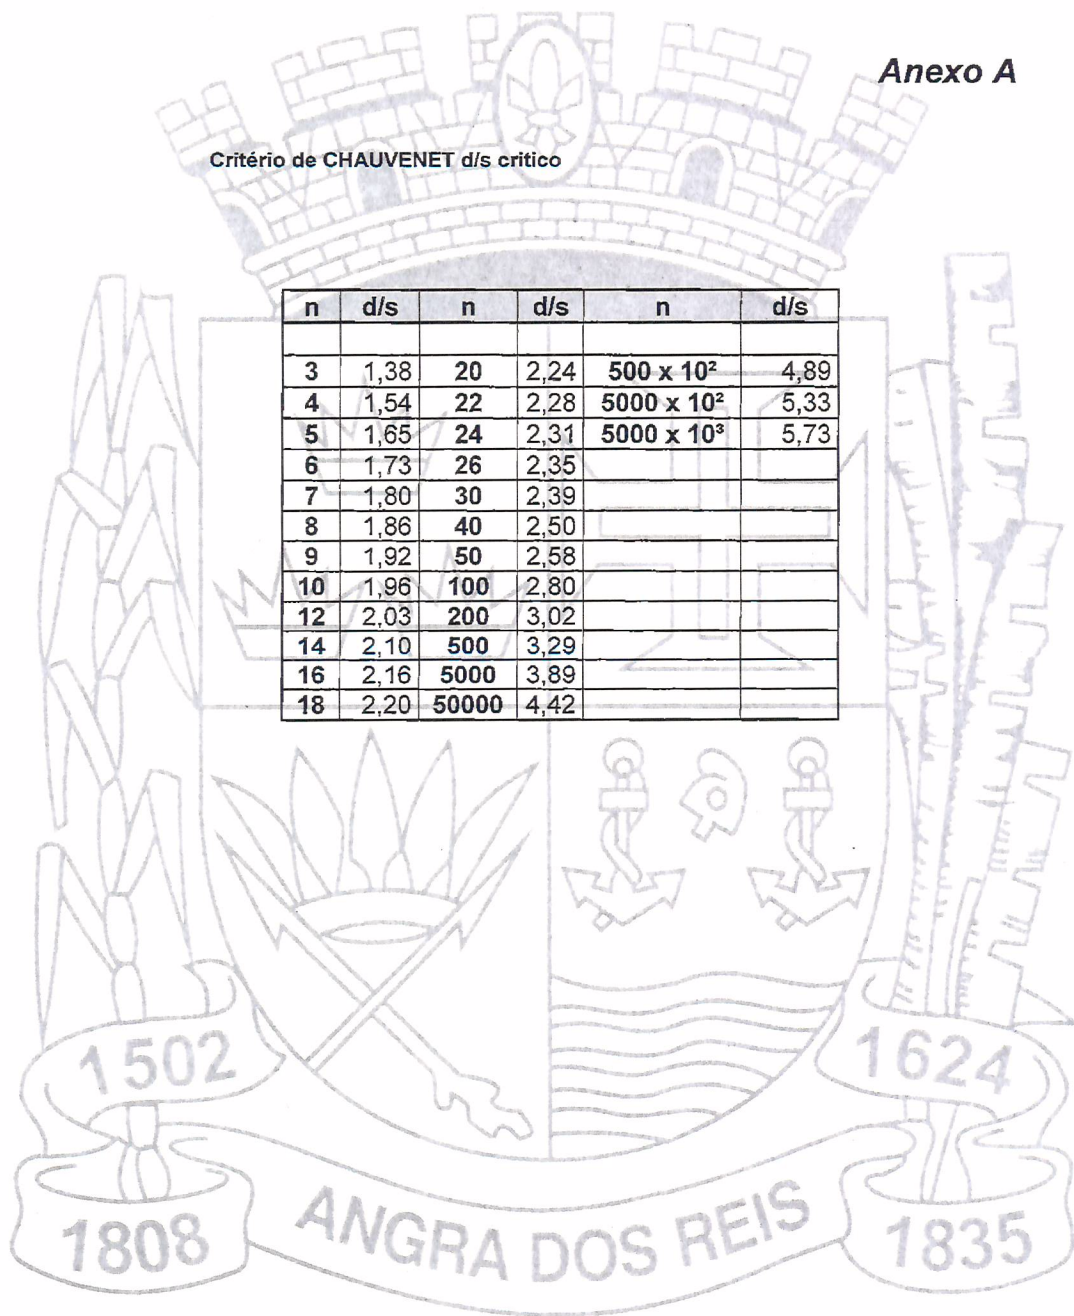 Anexo A
Critério de CHAUVENET d/s critico
n d/s n d/s n d/s
3 1,38 20 2,24 500 x 10² 4,89
4 1,54 22 2,28 5000 x 10² 5,33
5 1,65 24 2,31 5000 x 10³ 5,73
6 1,73 26 2,35
7 1,80 30 2,39
8 1,86 40 2,50
9 1,92 50 2,58
10 1,96 100 2,80
12 2,03 200 3,02
14 2,10 500 3,29
16 2,16 5000 3,89
18 2,20 50000 4,42
1502 1624
1808 ANGRA DOS REIS 1835